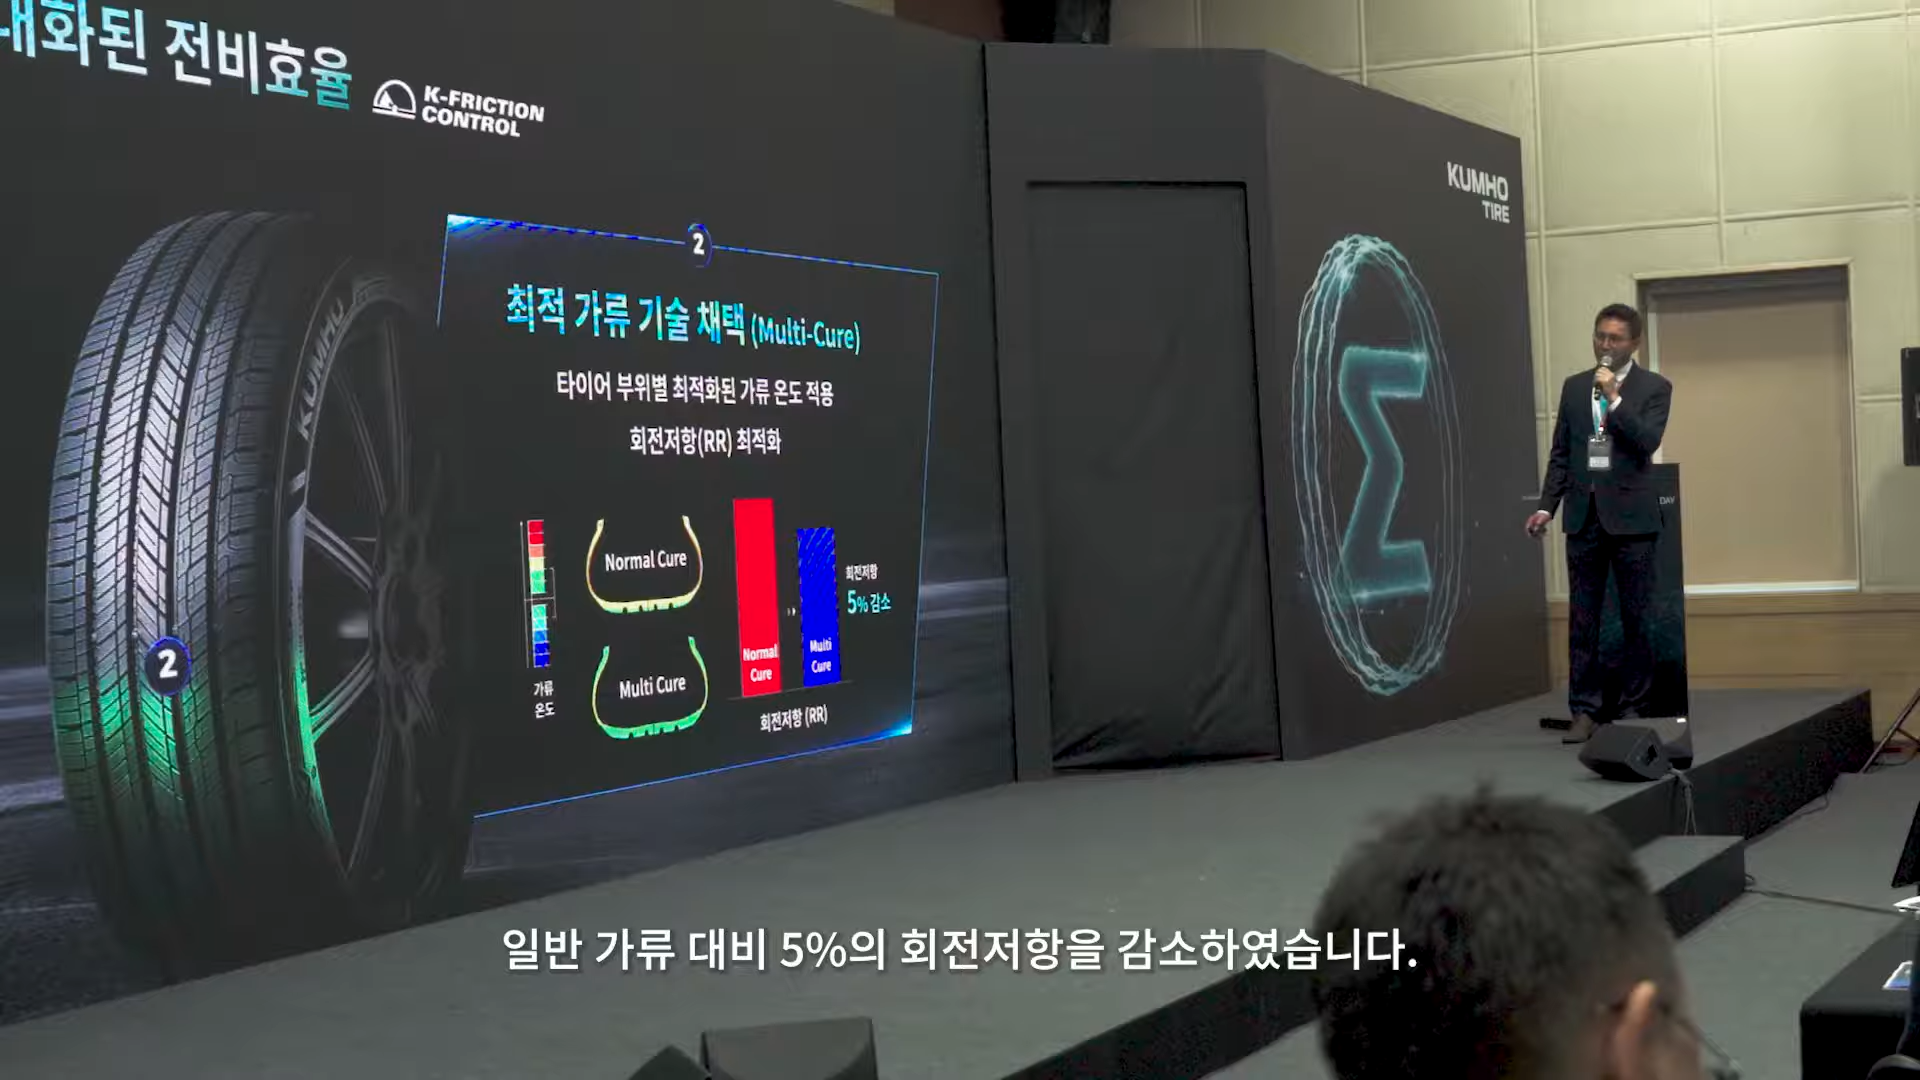 대화된 전비효율
K-FRICTION
CONTROL
KUMHO
TIRE
2
최적 가류 기술 채택 (Multi-Cure)
타이어 부위별 최적화된 가류 온도 적용
회전저항(RR) 최적화
KUMHO
Normal Cure
Multi Cure
가류
온도
Normal
Cure
Multi
Cure
회전저항
5% 감소
회전저항 (RR)
2
DAY
일반 가류 대비 5%의 회전저항을 감소하였습니다.